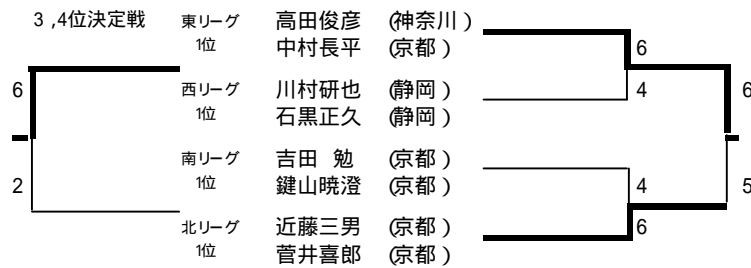 3 ,4位決定戦 東リーグ 高田俊彦 (神奈川)
1位 中村長平 (京都) 6
6 西リーグ 川村研也 (静岡) 4 6
1位 石黒正久 (静岡)
南リーグ 吉田 勉 (京都)
2 1位 鍵山暁澄 (京都) 4 5
北リーグ 近藤三男 (京都) 6
1位 菅井喜郎 (京都)